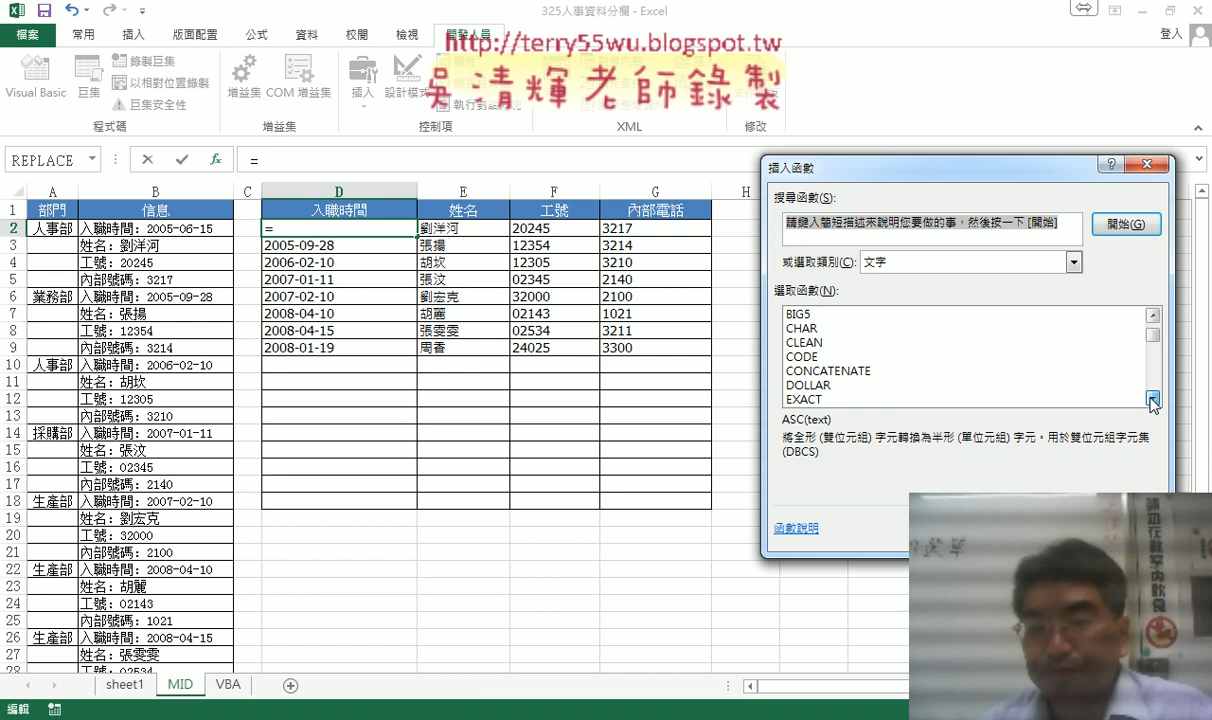 325人事資料分欄 - Excel
檔案 常用 插入 版面配置 公式 資料 校閱 檢視 開發人員 登入
http://terry55wu.blogspot.tw
吳清輝老師錄製
Visual Basic 巨集 錄製巨集 以相對位置錄製 巨集安全性
增益集 COM 增益集 插入 設計模式
程式碼 增益集 控制項 XML 修改
REPLACE fx =
A B C D E F G H
1 部門 信息 入職時間 姓名 工號 內部電話
2 人事部 入職時間：2005-06-15 = 劉洋河 20245 3217
3 姓名：劉洋河 2005-09-28 張揚 12354 3214
4 工號：20245 2006-02-10 胡坎 12305 3210
5 內部號碼：3217 2007-01-11 張汶 02345 2140
6 業務部 入職時間：2005-09-28 2007-02-10 劉宏克 32000 2100
7 姓名：張揚 2008-04-10 胡麗 02143 1021
8 工號：12354 2008-04-15 張雯雯 02534 3211
9 內部號碼：3214 2008-01-19 周香 24025 3300
10 人事部 入職時間：2006-02-10
11 姓名：胡坎
12 工號：12305
13 內部號碼：3210
14 採購部 入職時間：2007-01-11
15 姓名：張汶
16 工號：02345
17 內部號碼：2140
18 生產部 入職時間：2007-02-10
19 姓名：劉宏克
20 工號：32000
21 內部號碼：2100
22 生產部 入職時間：2008-04-10
23 姓名：胡麗
24 工號：02143
25 內部號碼：1021
26 生產部 入職時間：2008-04-15
27 姓名：張雯雯
28 工號：02534
插入函數
搜尋函數(S):
請鍵入簡短描述來說明您要做的事，然後按一下 [開始]
開始(G)
或選取類別(C): 文字
選取函數(N):
BIG5
CHAR
CLEAN
CODE
CONCATENATE
DOLLAR
EXACT
ASC(text)
將全形 (雙位元組) 字元轉換為半形 (單位元組) 字元。用於雙位元組字元集
(DBCS)
函數說明
sheet1 MID VBA
編輯